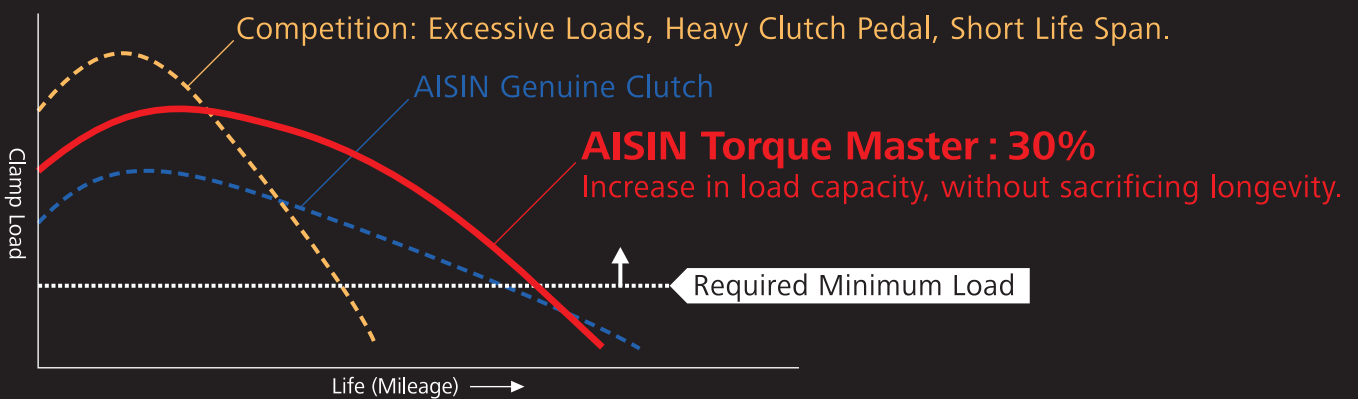 Competition: Excessive Loads, Heavy Clutch Pedal, Short Life Span.
AISIN Genuine Clutch
AISIN Torque Master : 30%
Increase in load capacity, without sacrificing longevity.
Clamp Load
Required Minimum Load
Life (Mileage)